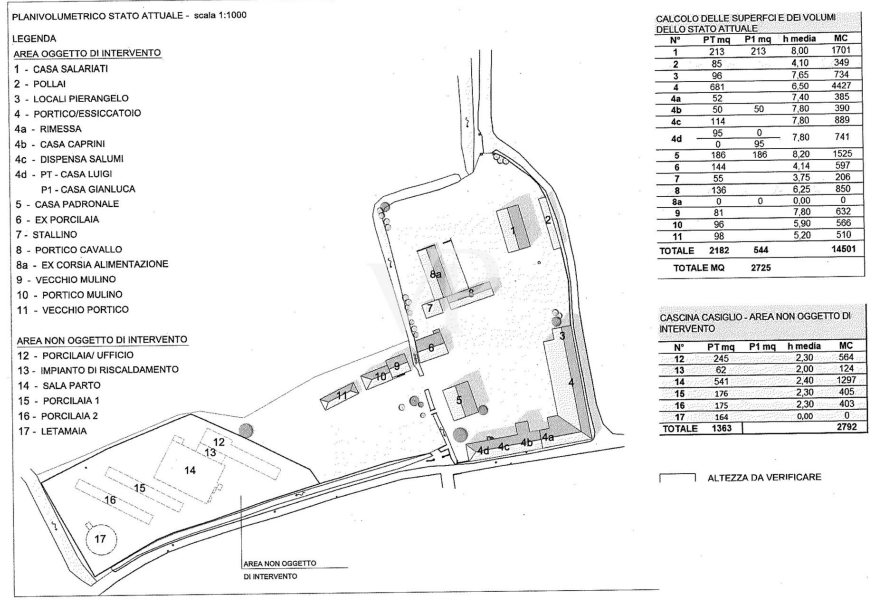 PLANIVOLUMETRICO STATO ATTUALE - scala 1:1000
LEGENDA
AREA OGGETTO DI INTERVENTO
1 - CASA SALARIATI
2 - POLLAI
3 - LOCALI PIERANGELO
4 - PORTICO/ESSICCATOIO
4a - RIMESSA
4b - CASA CAPRINI
4c - DISPENSA SALUMI
4d - PT - CASA LUIGI
P1 - CASA GIANLUCA
5 - CASA PADRONALE
6 - EX PORCILAIA
7 - STALLINO
8 - PORTICO CAVALLO
8a - EX CORSIA ALIMENTAZIONE
9 - VECCHIO MULINO
10 - PORTICO MULINO
11 - VECCHIO PORTICO
AREA NON OGGETTO DI INTERVENTO
12 - PORCILAIA/ UFFICIO
13 - IMPIANTO DI RISCALDAMENTO
14 - SALA PARTO
15 - PORCILAIA 1
16 - PORCILAIA 2
17 - LETAMAIA
1
2
8a
8
7
3
6
9
10
11
4
5
4a
4b
4c
4d
12
13
14
15
16
17
AREA NON OGGETTO
DI INTERVENTO
CALCOLO DELLE SUPERFCI E DEI VOLUMI
DELLO STATO ATTUALE
N° PT mq P1 mq h media MC
1 213 213 8,00 1701
2 85 4,10 349
3 96 7,65 734
4 681 6,50 4427
4a 52 7,40 385
4b 50 50 7,80 390
4c 114 7,80 889
4d 95 0 7,80 741
0 95
5 186 186 8,20 1525
6 144 4,14 597
7 55 3,75 206
8 136 6,25 850
8a 0 0 0,00 0
9 81 7,80 632
10 96 5,90 566
11 98 5,20 510
TOTALE 2182 544 14501
TOTALE MQ 2725
CASCINA CASIGLIO - AREA NON OGGETTO DI
INTERVENTO
N° PT mq P1 mq h media MC
12 245 2,30 564
13 62 2,00 124
14 541 2,40 1297
15 176 2,30 405
16 175 2,30 403
17 164 0,00 0
TOTALE 1363 2792
ALTEZZA DA VERIFICARE